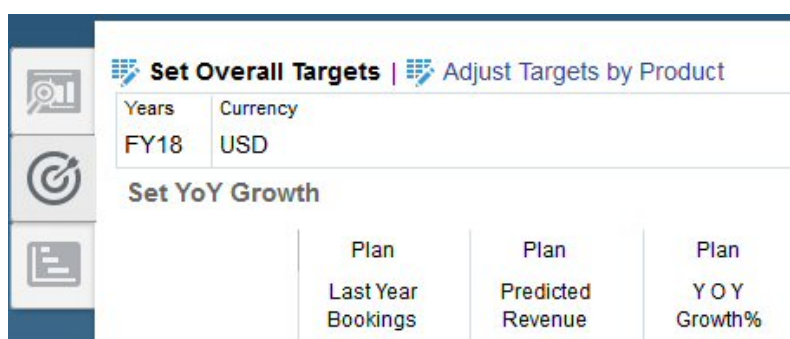 Set Overall Targets | Adjust Targets by Product
Years Currency
FY18 USD
Set YoY Growth
Plan Plan Plan
Last Year Predicted Y O Y
Bookings Revenue Growth%